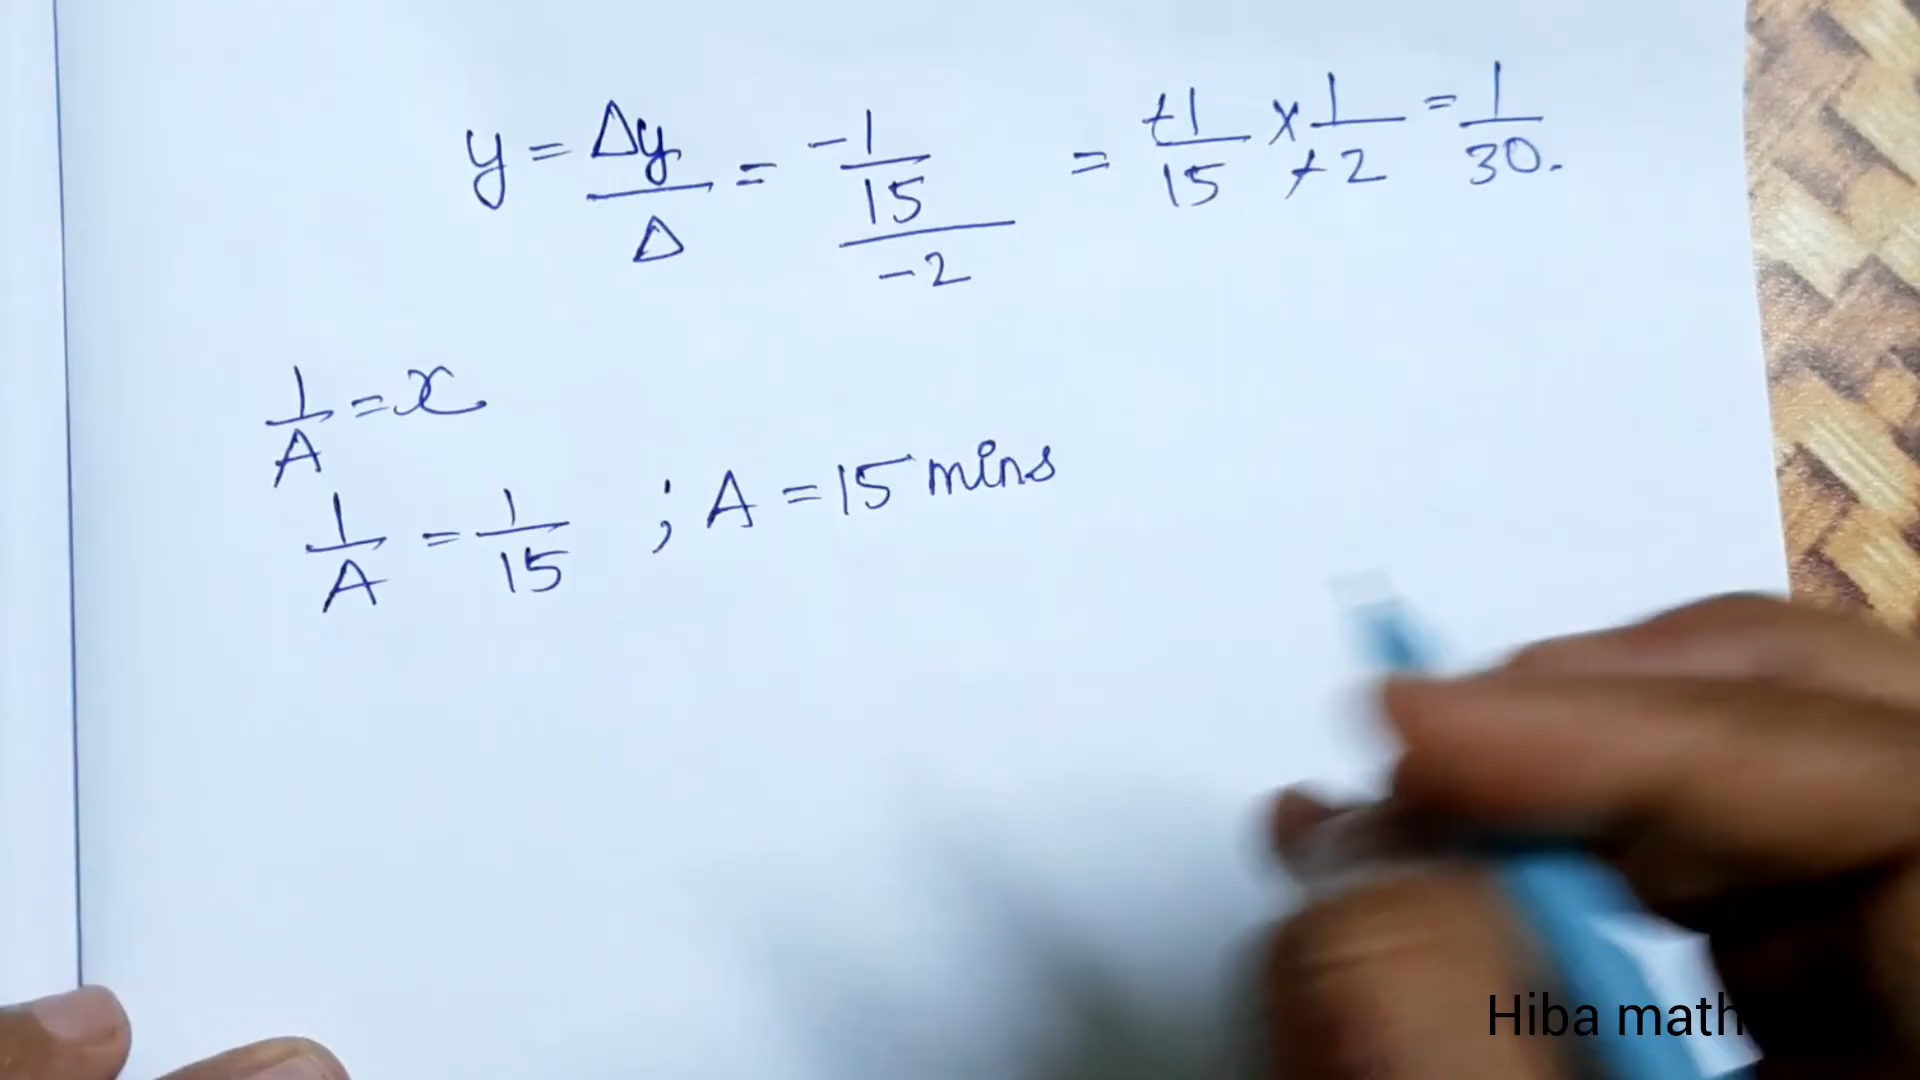 y = Δy/Δ = (-1/15)/-2 = +1/15 × 1/+2 = 1/30.
1/A = x
1/A = 1/15 ; A = 15 mins
Hiba math